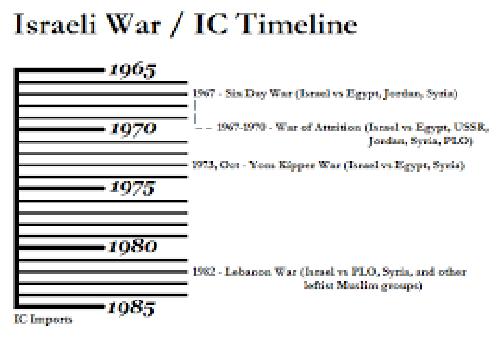 Israeli War / IC Timeline
1965
1967 - Six Day War (Israel vs Egypt, Jordan, Syria)
1970
1967-1970 - War of Attrition (Israel vs Egypt, USSR,
Jordan, Syria, PLO)
1973, Oct - Yom Kipper War (Israel vs Egypt, Syria)
1975
1980
1982 - Lebanon War (Israel vs PLO, Syria, and other
leftist Muslim groups)
1985
IC Imports